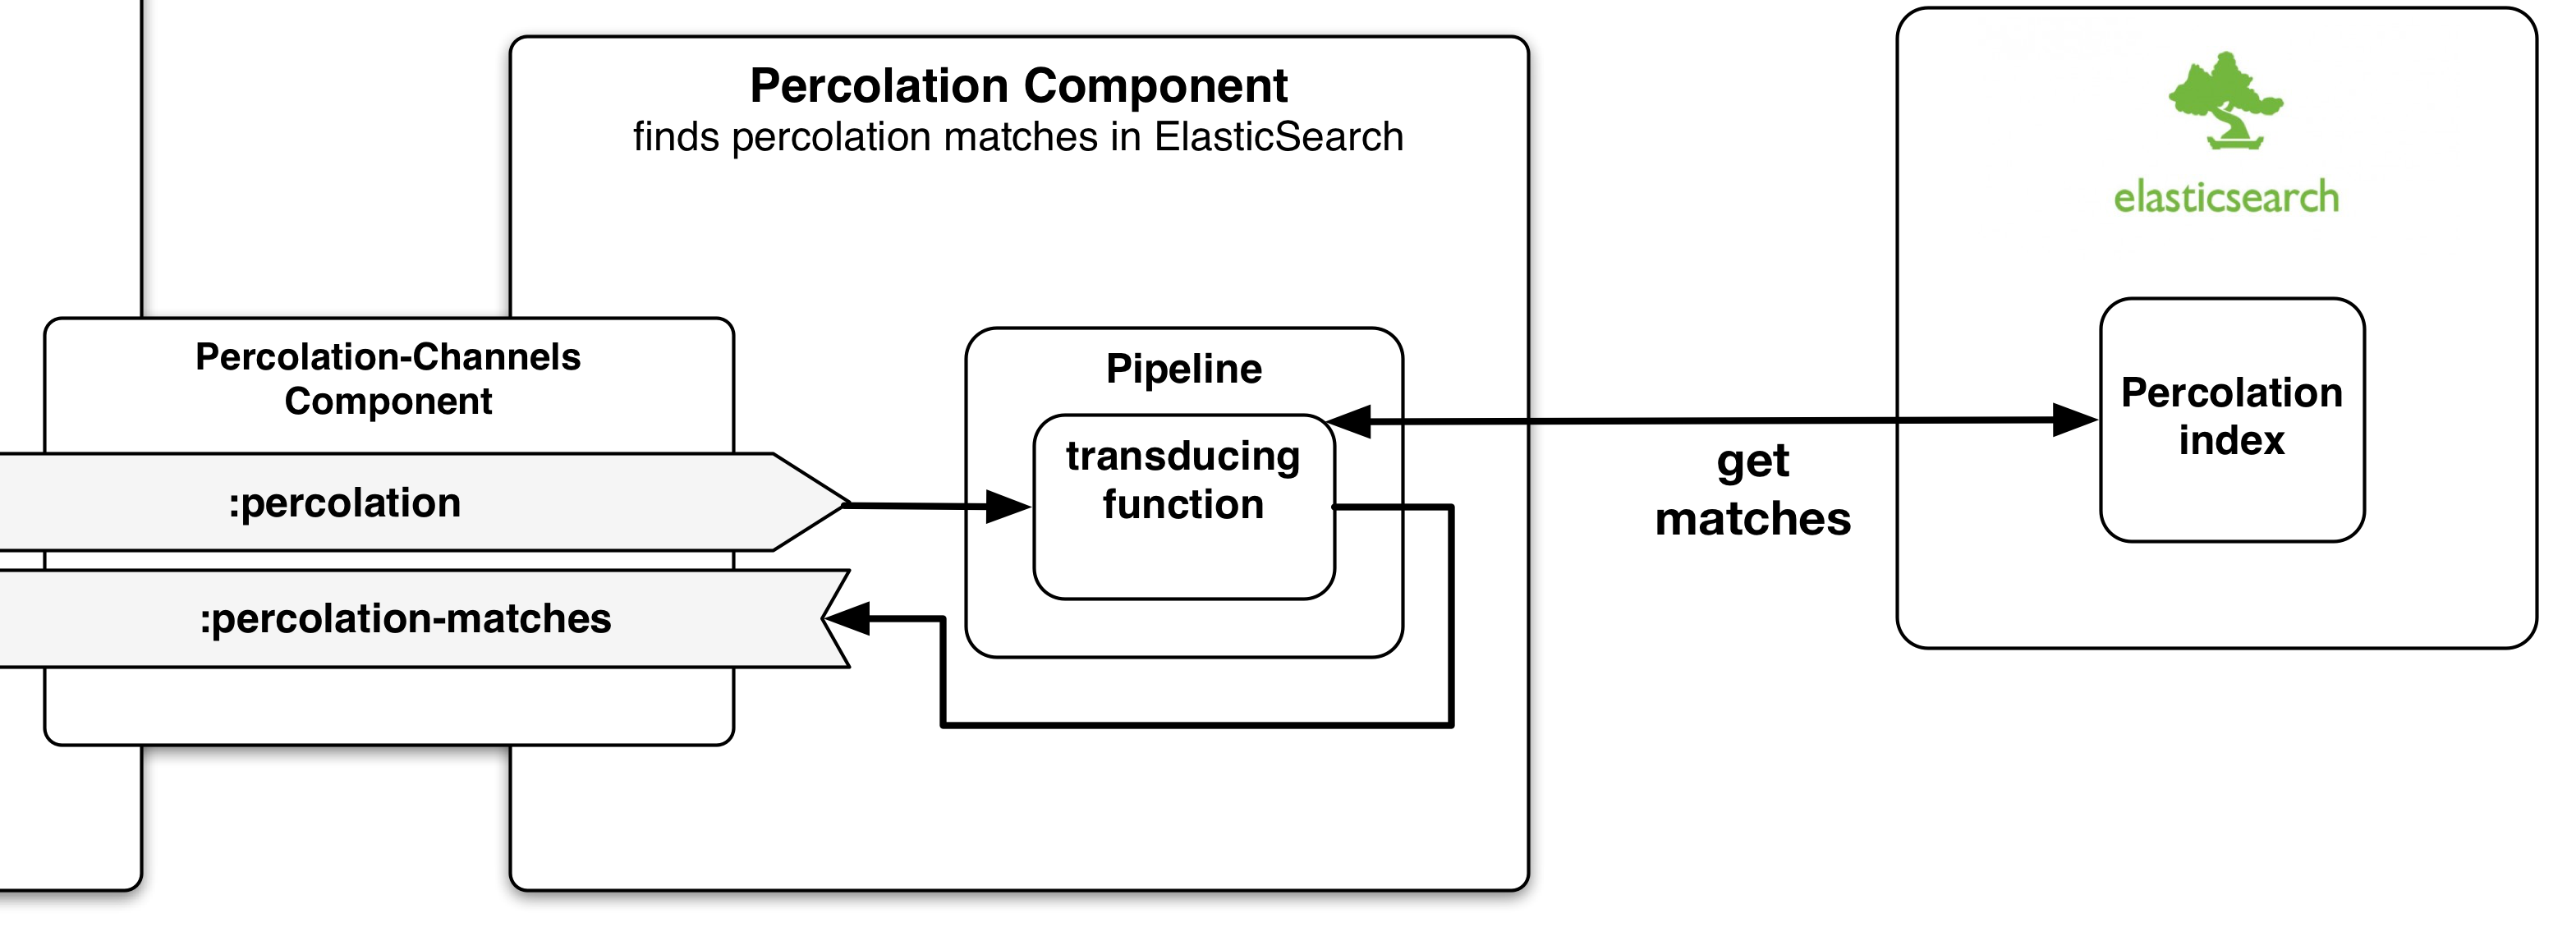 Percolation Component
finds percolation matches in ElasticSearch
elasticsearch
Percolation-Channels
Component
:percolation
:percolation-matches
Pipeline
transducing
function
get
matches
Percolation
index